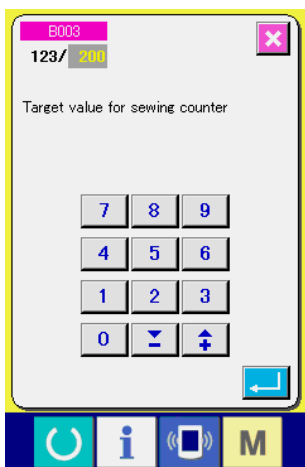 B003
123/ 200
Target value for sewing counter
7 8 9
4 5 6
1 2 3
0 − +
i M